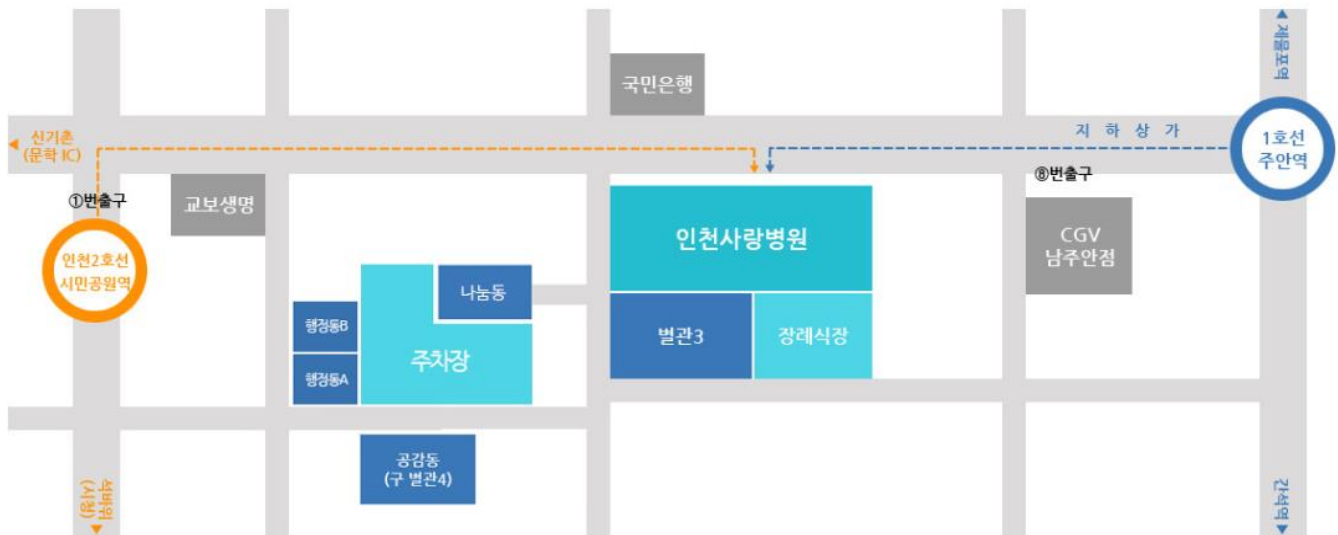 국민은행
◀ 제물포역
지 하 상 가
1호선
주안역
◀ 신기촌
(문학 IC)
①번출구
교보생명
⑧번출구
인천사랑병원
CGV
남주안점
인천2호선
시민공원역
나눔동
행정동B
주차장
별관3
장례식장
행정동A
공감동
(구 별관4)
석바위
(시청) ▶
간석역 ▶